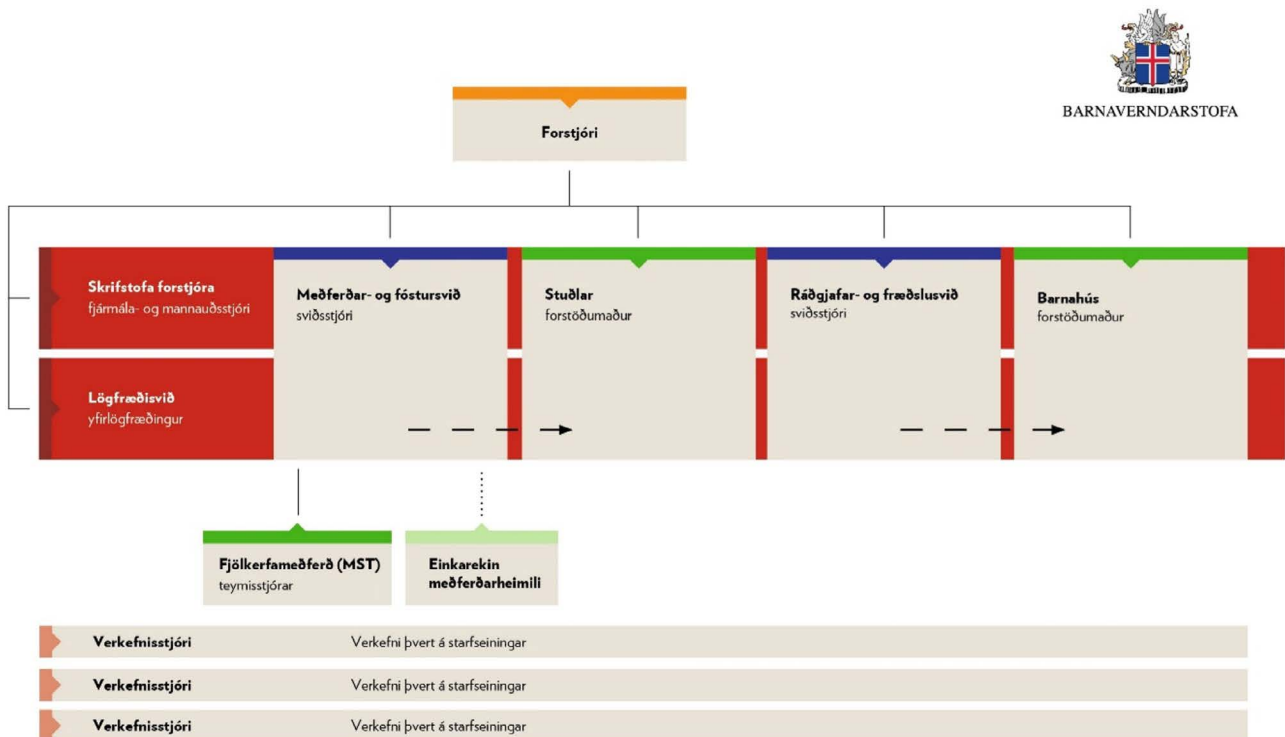 BARNAVERNDARSTOFA
Forstjóri
Skrifstofa forstjóra
fjármála- og mannauðsstjóri
Meðferðar- og fóstursvið
sviðsstjóri
Stuðlar
forstöðumaður
Ráðgjafar- og fræðslusvið
sviðsstjóri
Barnahús
forstöðumaður
Lögfræðisvið
yfirlögfræðingur
Fjölkerfameðferð (MST)
teymisstjórar
Einkarekin
meðferðarheimili
Verkefnisstjóri Verkefni þvert á starfseiningar
Verkefnisstjóri Verkefni þvert á starfseiningar
Verkefnisstjóri Verkefni þvert á starfseiningar